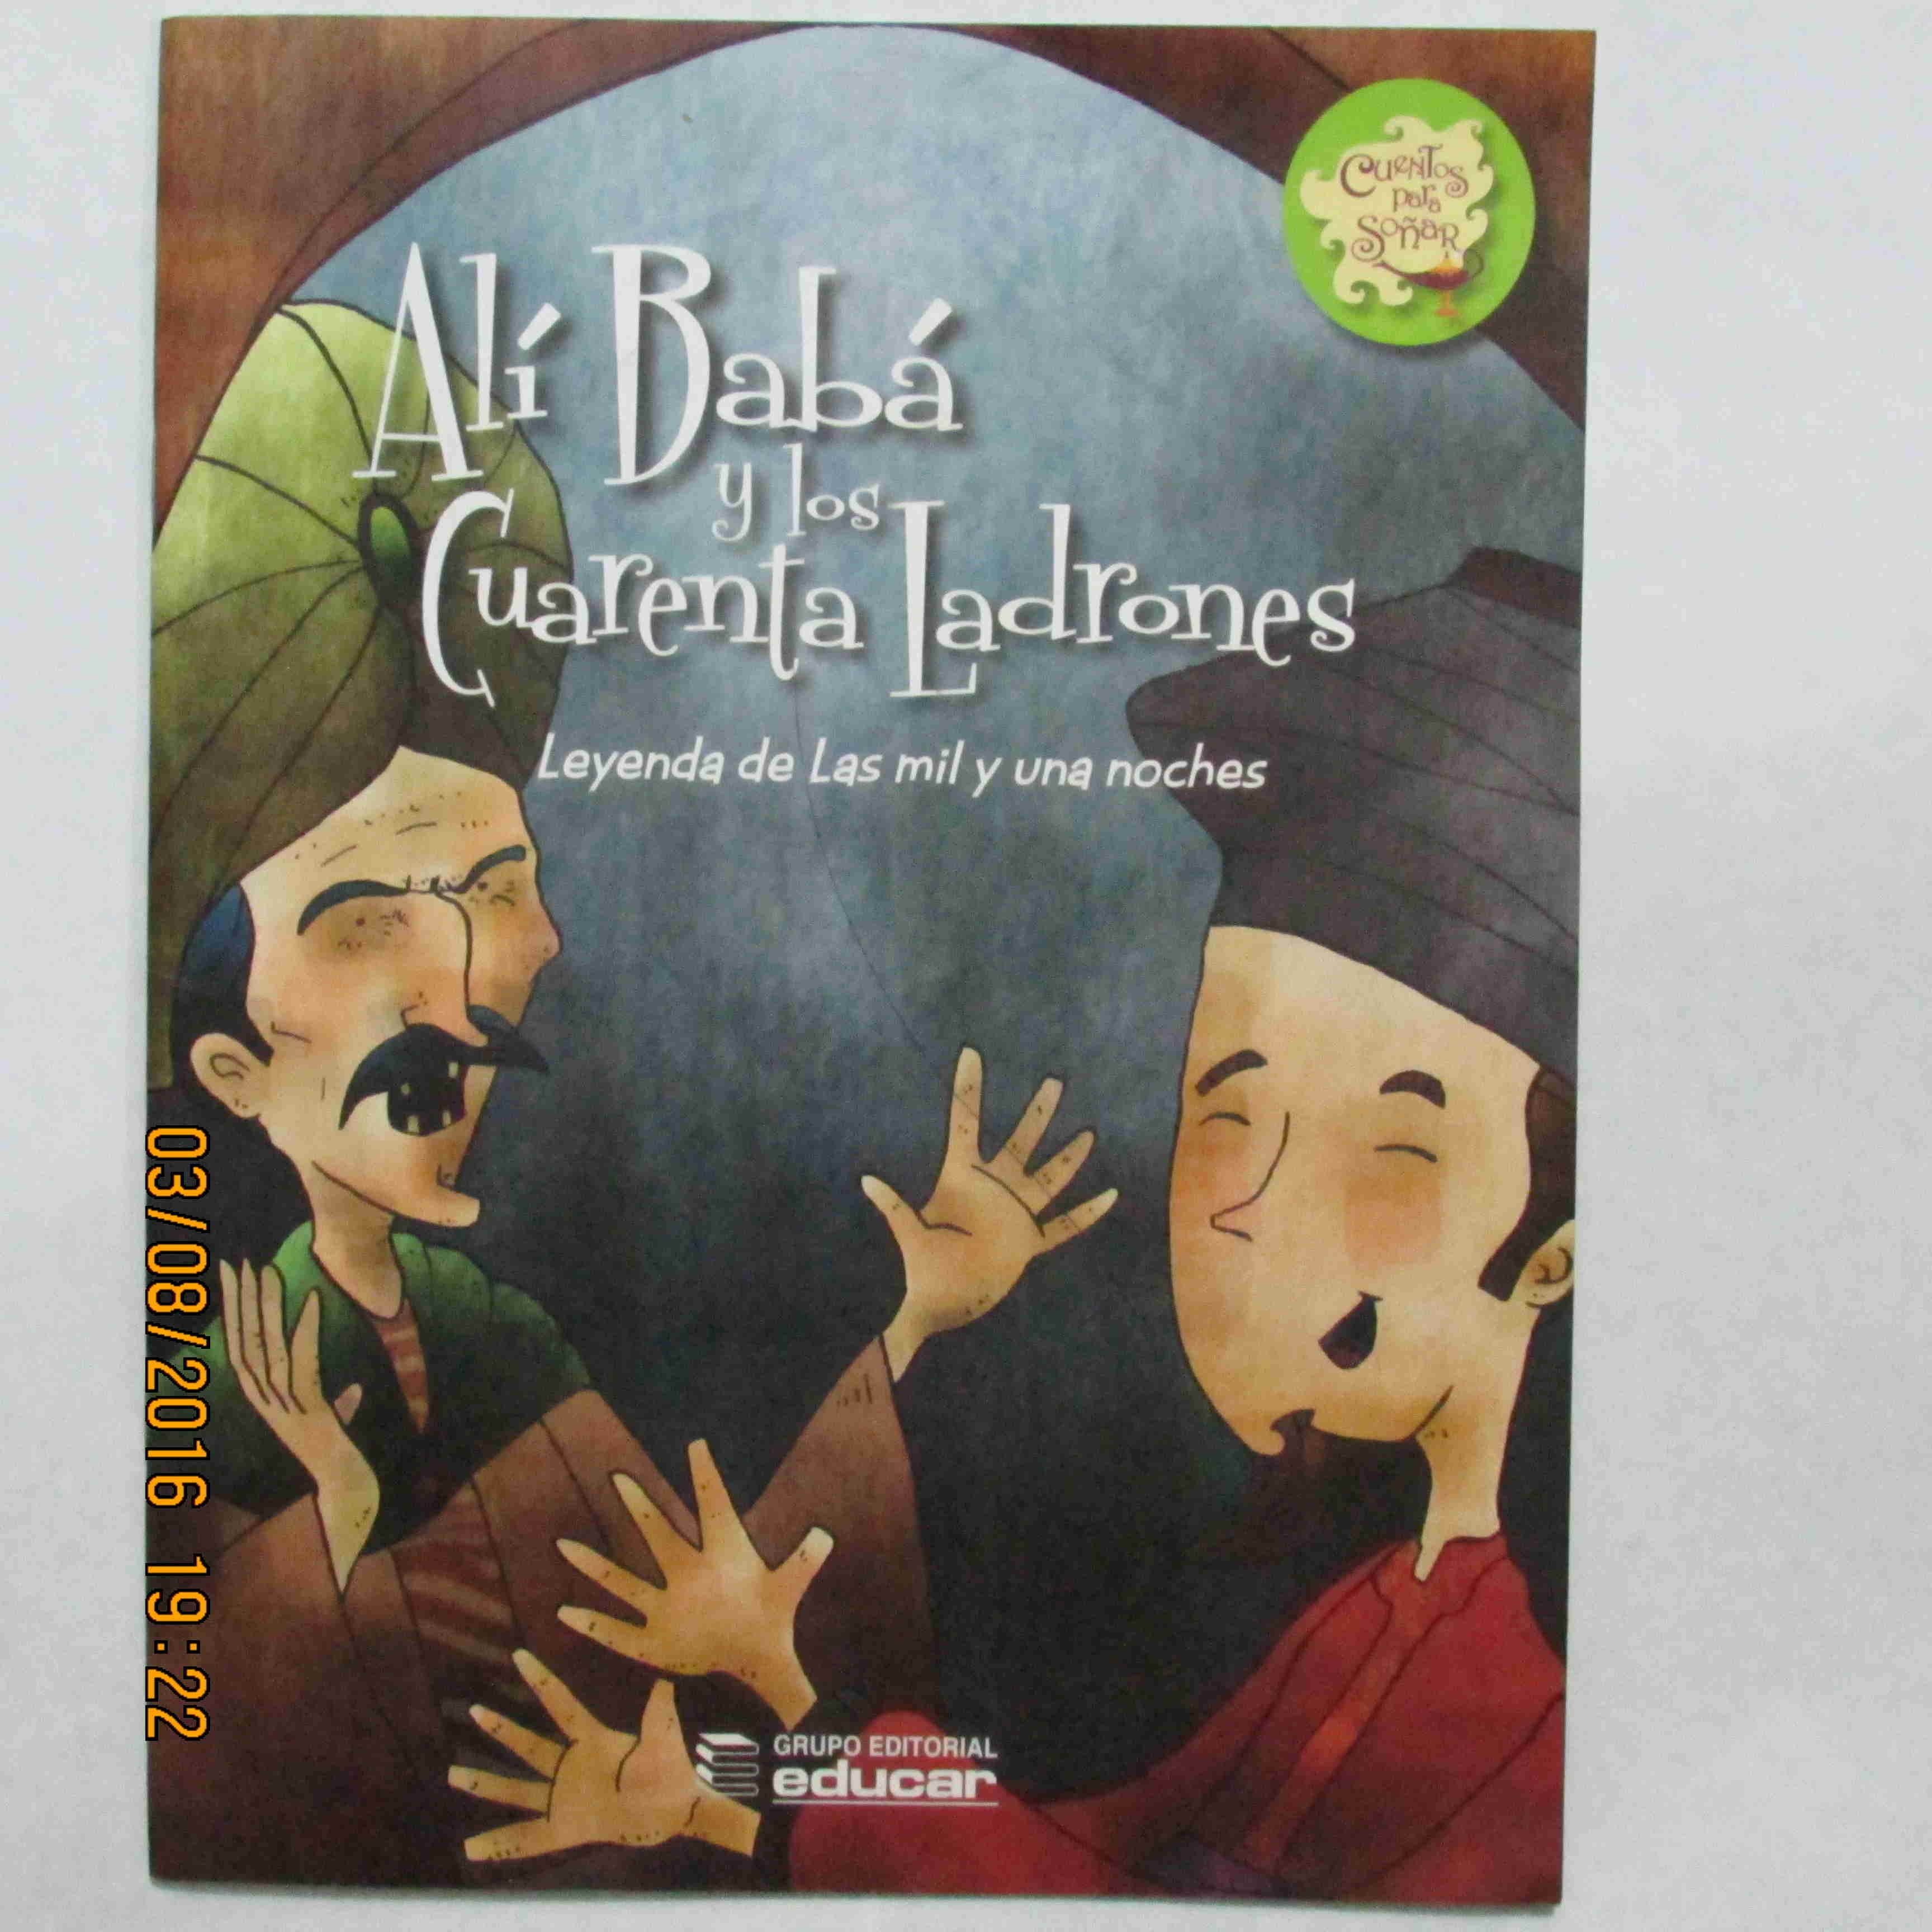 Cuentos
para
Soñar
Alí Babá
y los
Cuarenta Ladrones
Leyenda de Las mil y una noches
03/08/2016 19:22
GRUPO EDITORIAL
educar